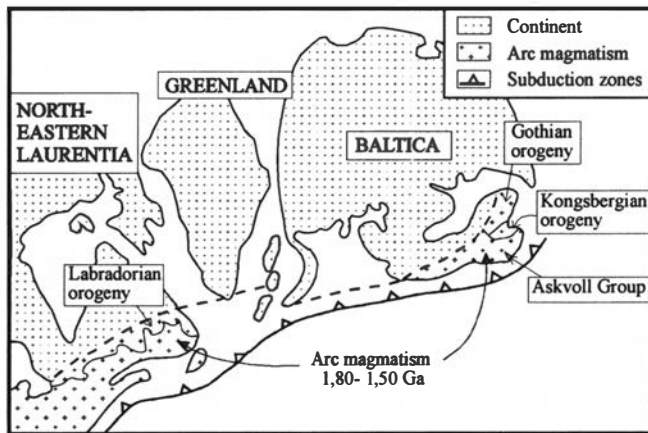 Continent
Arc magmatism
Subduction zones
GREENLAND
NORTH-
EASTERN
LAURENTIA
BALTICA
Gothian
orogeny
Kongsbergian
orogeny
Labradorian
orogeny
Askvoll Group
Arc magmatism
1,80- 1,50 Ga